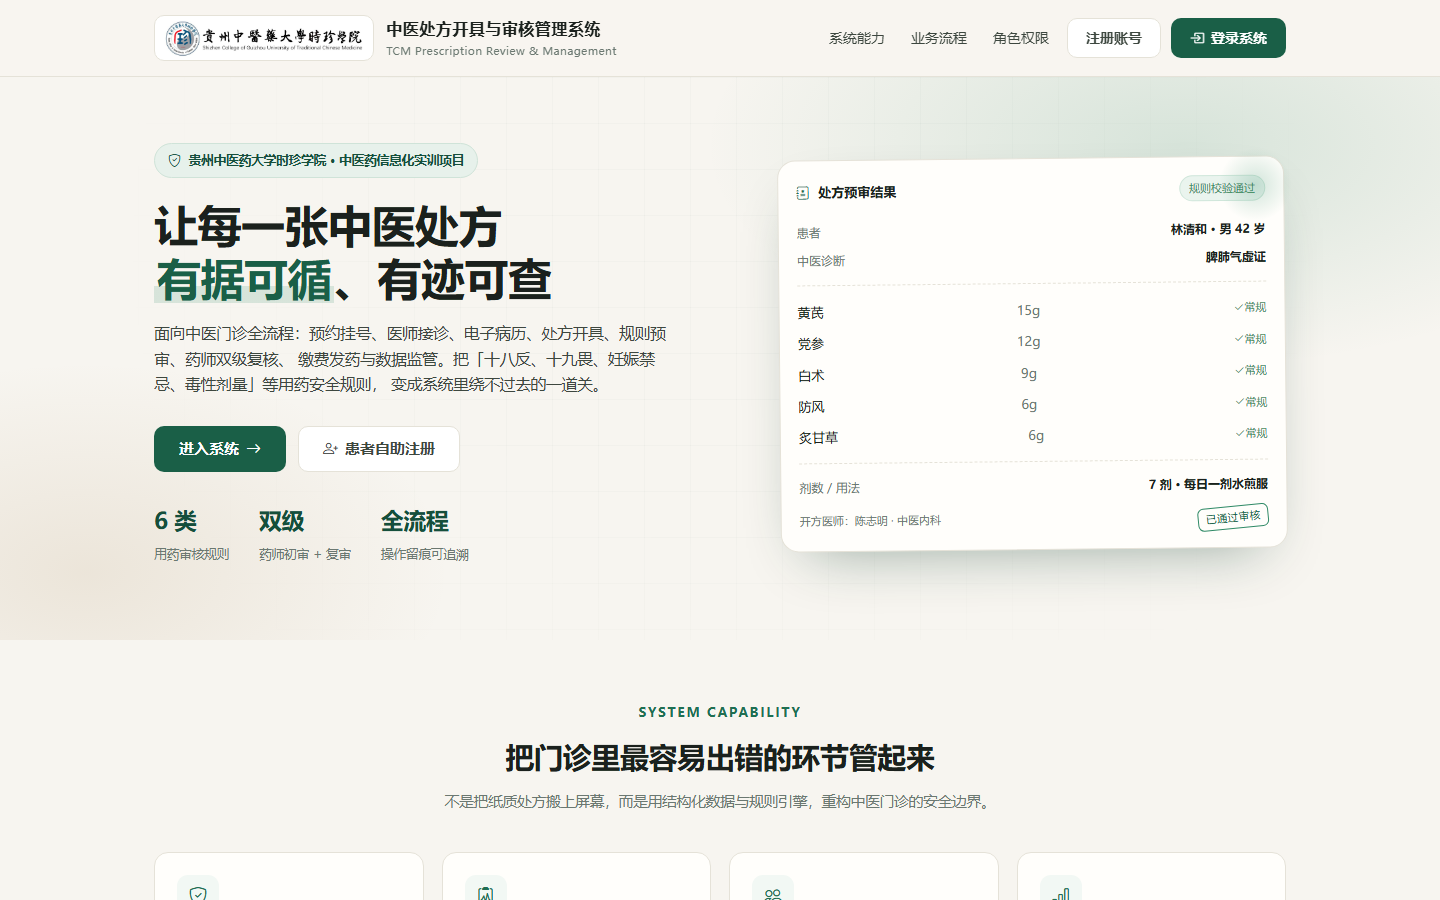 貴州中醫藥大學時珍學院
Shizhen College of Guizhou University of Traditional Chinese Medicine
中医处方开具与审核管理系统
TCM Prescription Review & Management
系统能力
业务流程
角色权限
注册账号
登录系统
贵州中医药大学时珍学院 • 中医药信息化实训项目
让每一张中医处方
有据可循、有迹可查
面向中医门诊全流程：预约挂号、医师接诊、电子病历、处方开具、规则预
审、药师双级复核、 缴费发药与数据监管。把「十八反、十九畏、妊娠禁
忌、毒性剂量」等用药安全规则， 变成系统里绕不过去的一道关。
进入系统 →
患者自助注册
6 类
用药审核规则
双级
药师初审 + 复审
全流程
操作留痕可追溯
处方预审结果
规则校验通过
患者
林清和 • 男 42 岁
中医诊断
脾肺气虚证
黄芪 15g ✓常规
党参 12g ✓常规
白术 9g ✓常规
防风 6g ✓常规
炙甘草 6g ✓常规
剂数 / 用法
7 剂 • 每日一剂水煎服
开方医师：陈志明 · 中医内科
已通过审核
SYSTEM CAPABILITY
把门诊里最容易出错的环节管起来
不是把纸质处方搬上屏幕，而是用结构化数据与规则引擎，重构中医门诊的安全边界。